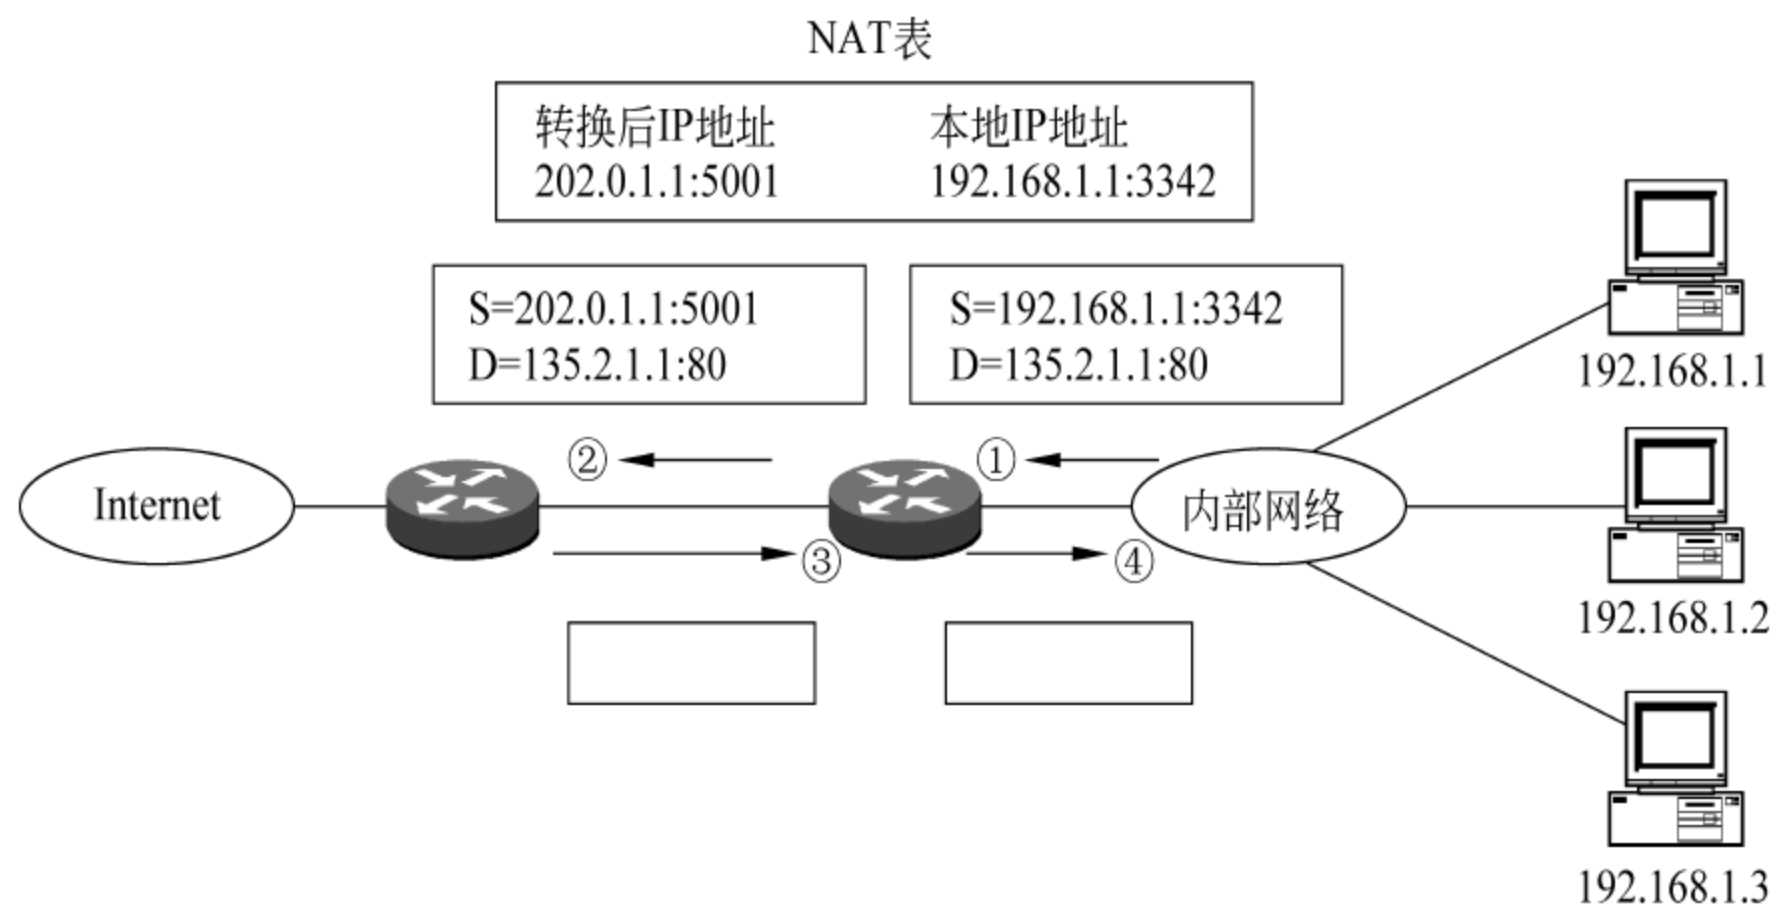 NAT表
转换后IP地址 本地IP地址
202.0.1.1:5001 192.168.1.1:3342
S=202.0.1.1:5001
D=135.2.1.1:80
S=192.168.1.1:3342
D=135.2.1.1:80
192.168.1.1
② ①
Internet
内部网络
③ ④
192.168.1.2
192.168.1.3